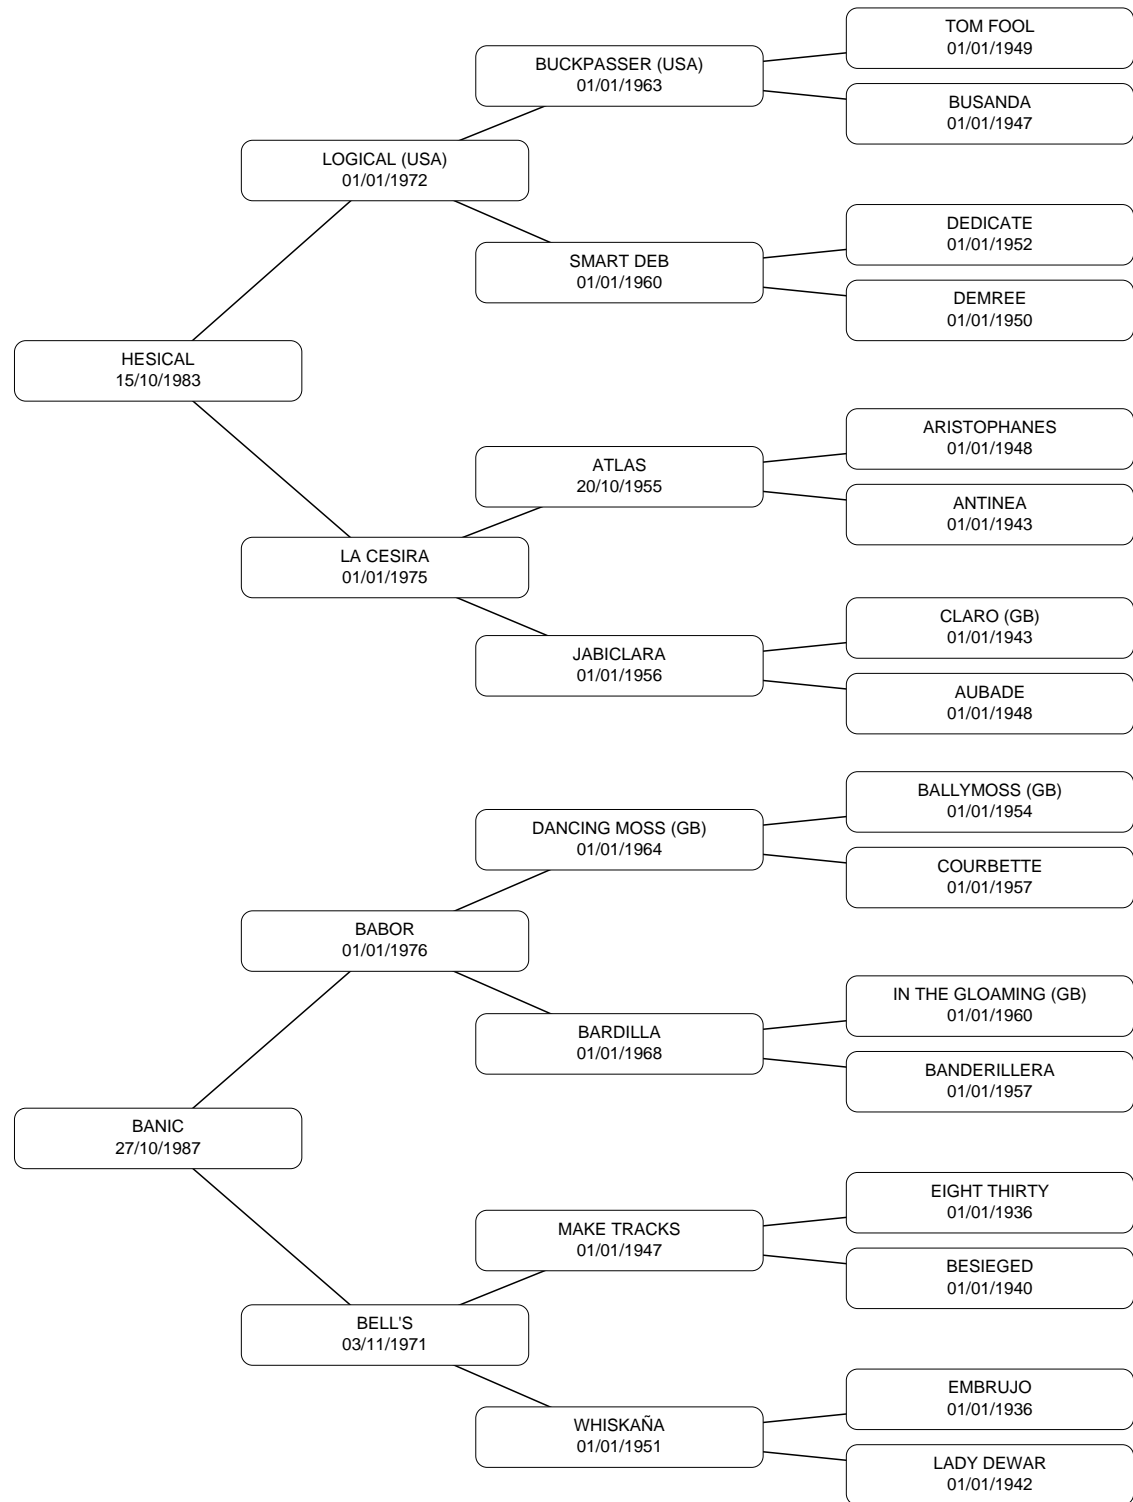 TOM FOOL
01/01/1949
BUCKPASSER (USA)
01/01/1963
BUSANDA
01/01/1947
LOGICAL (USA)
01/01/1972
DEDICATE
01/01/1952
SMART DEB
01/01/1960
DEMREE
01/01/1950
HESICAL
15/10/1983
ARISTOPHANES
01/01/1948
ATLAS
20/10/1955
ANTINEA
01/01/1943
LA CESIRA
01/01/1975
CLARO (GB)
01/01/1943
JABICLARA
01/01/1956
AUBADE
01/01/1948
BALLYMOSS (GB)
01/01/1954
DANCING MOSS (GB)
01/01/1964
COURBETTE
01/01/1957
BABOR
01/01/1976
IN THE GLOAMING (GB)
01/01/1960
BARDILLA
01/01/1968
BANDERILLERA
01/01/1957
BANIC
27/10/1987
EIGHT THIRTY
01/01/1936
MAKE TRACKS
01/01/1947
BESIEGED
01/01/1940
BELL'S
03/11/1971
EMBRUJO
01/01/1936
WHISKAÑA
01/01/1951
LADY DEWAR
01/01/1942